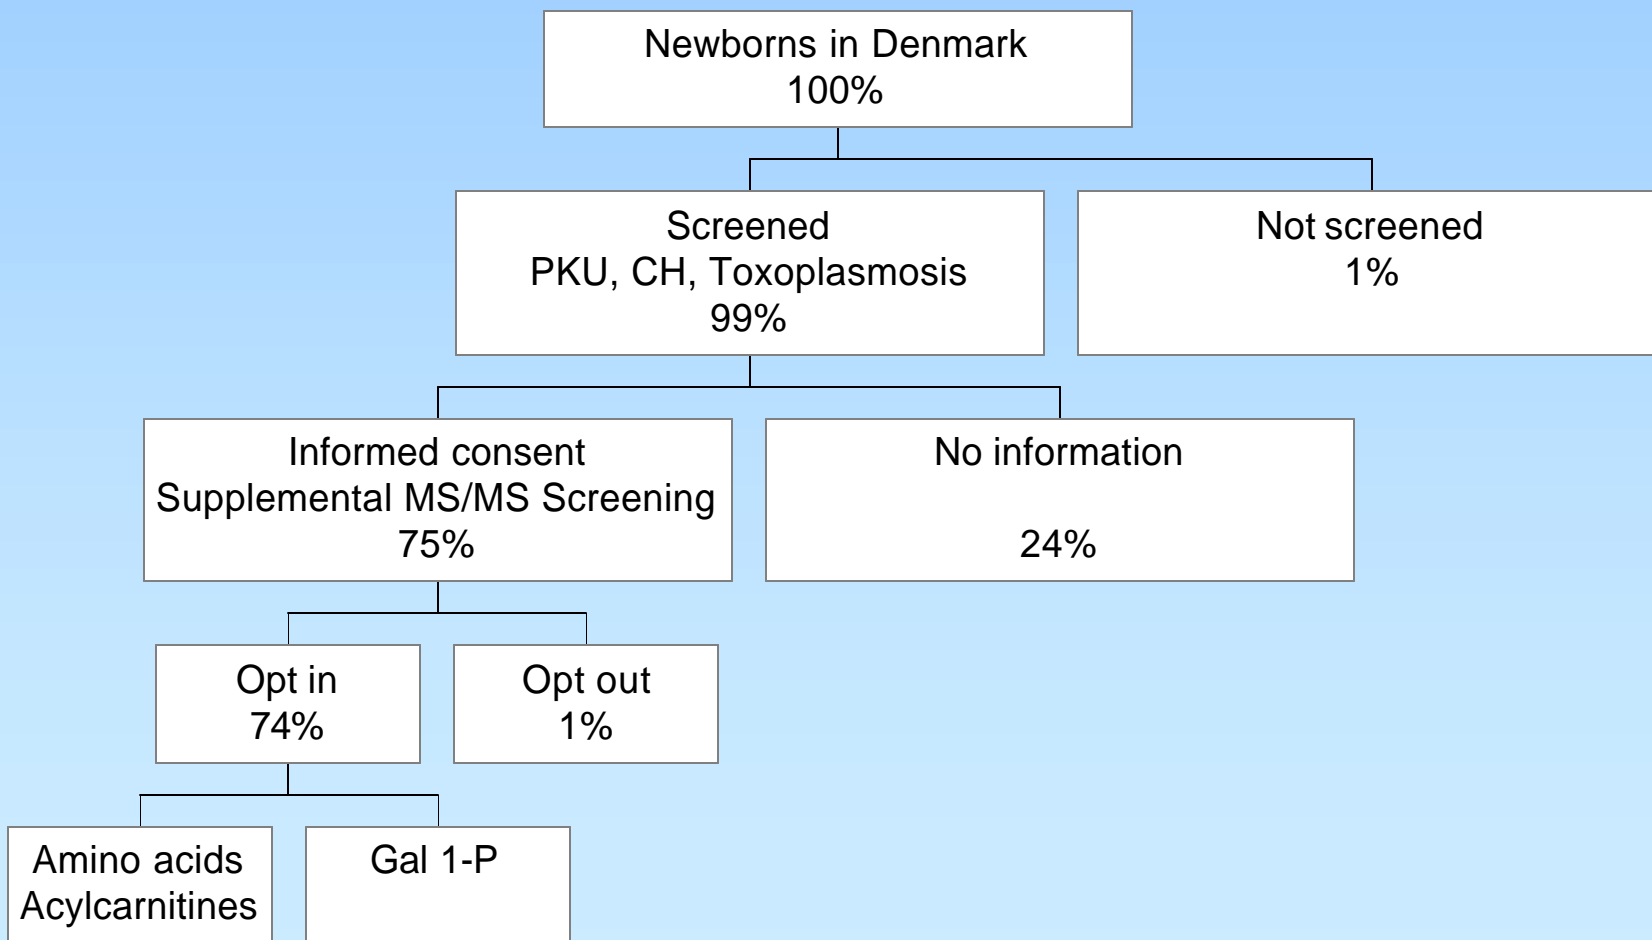 Newborns in Denmark
100%
Screened
PKU, CH, Toxoplasmosis
99%
Not screened
1%
Informed consent
Supplemental MS/MS Screening
75%
No information
24%
Opt in
74%
Opt out
1%
Amino acids
Acylcarnitines
Gal 1-P